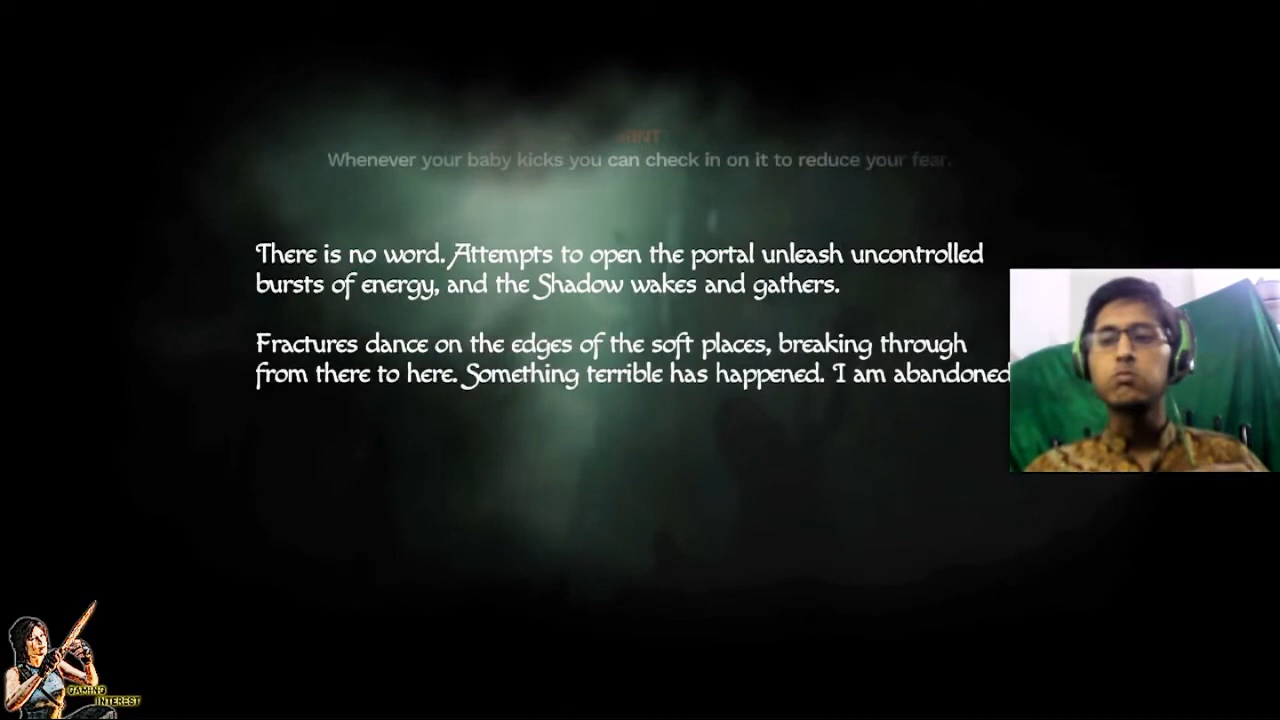 HINT
Whenever your baby kicks you can check in on it to reduce your fear.
There is no word. Attempts to open the portal unleash uncontrolled
bursts of energy, and the Shadow wakes and gathers.
Fractures dance on the edges of the soft places, breaking through
from there to here. Something terrible has happened. I am abandoned
GAMING
INTEREST